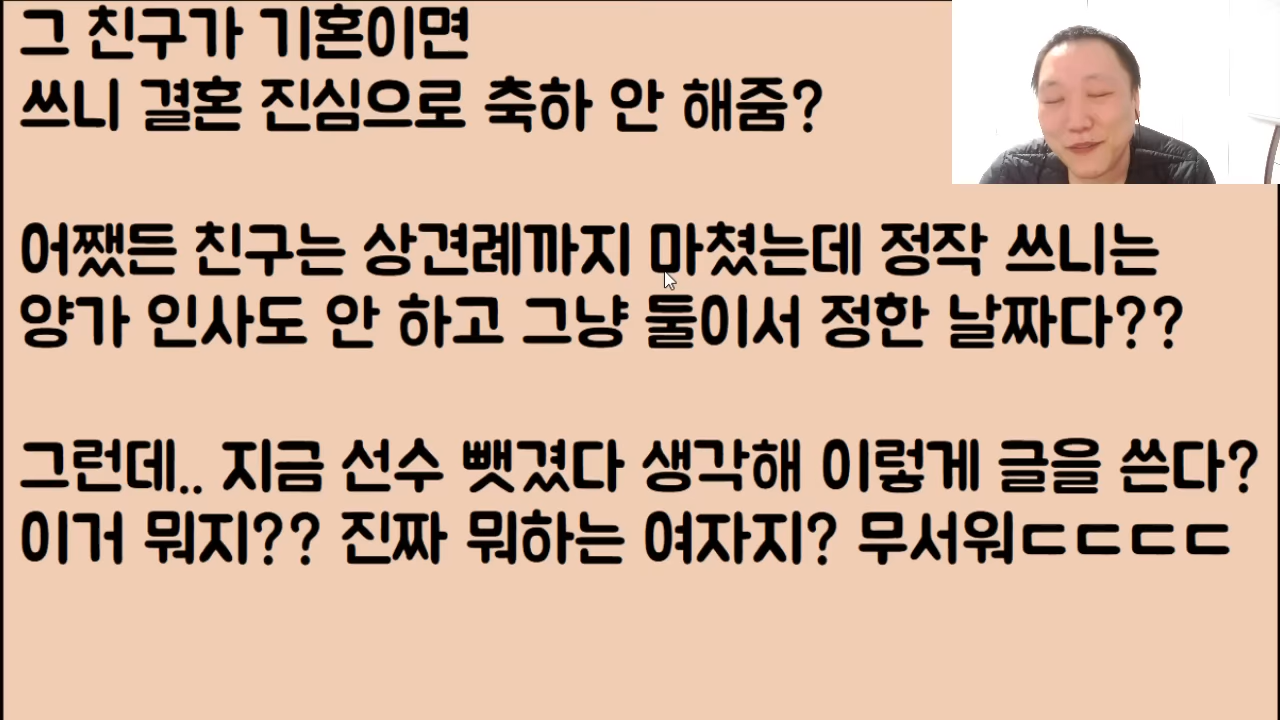 그 친구가 기혼이면
쓰니 결혼 진심으로 축하 안 해줌?
어쨌든 친구는 상견례까지 마쳤는데 정작 쓰니는
양가 인사도 안 하고 그냥 둘이서 정한 날짜다??
그런데.. 지금 선수 뺏겼다 생각해 이렇게 글을 쓴다?
이거 뭐지?? 진짜 뭐하는 여자지? 무서워ㄷㄷㄷㄷ